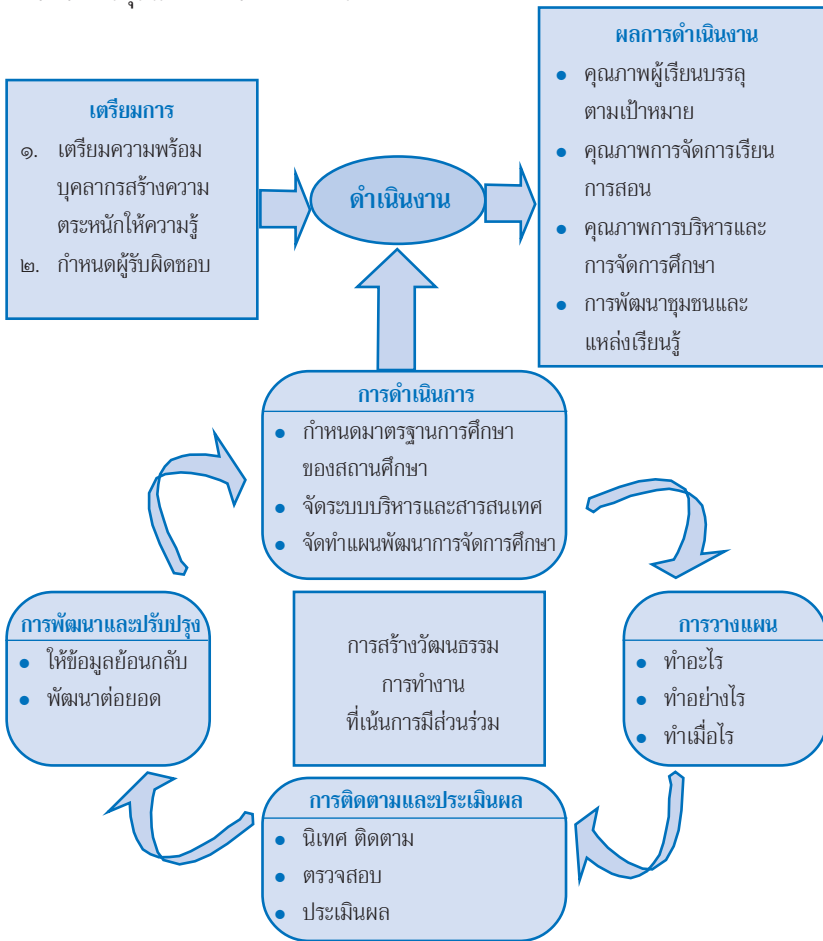 เตรียมการ
๑. เตรียมความพร้อม
บุคลากรสร้างความ
ตระหนักให้ความรู้
๒. กำหนดผู้รับผิดชอบ
ดำเนินงาน
ผลการดำเนินงาน
● คุณภาพผู้เรียนบรรลุ
ตามเป้าหมาย
● คุณภาพการจัดการเรียน
การสอน
● คุณภาพการบริหารและ
การจัดการศึกษา
● การพัฒนาชุมชนและ
แหล่งเรียนรู้
การดำเนินการ
● กำหนดมาตรฐานการศึกษา
ของสถานศึกษา
● จัดระบบบริหารและสารสนเทศ
● จัดทำแผนพัฒนาการจัดการศึกษา
การพัฒนาและปรับปรุง
● ให้ข้อมูลย้อนกลับ
● พัฒนาต่อยอด
การสร้างวัฒนธรรม
การทำงาน
ที่เน้นการมีส่วนร่วม
การวางแผน
● ทำอะไร
● ทำอย่างไร
● ทำเมื่อไร
การติดตามและประเมินผล
● นิเทศ ติดตาม
● ตรวจสอบ
● ประเมินผล